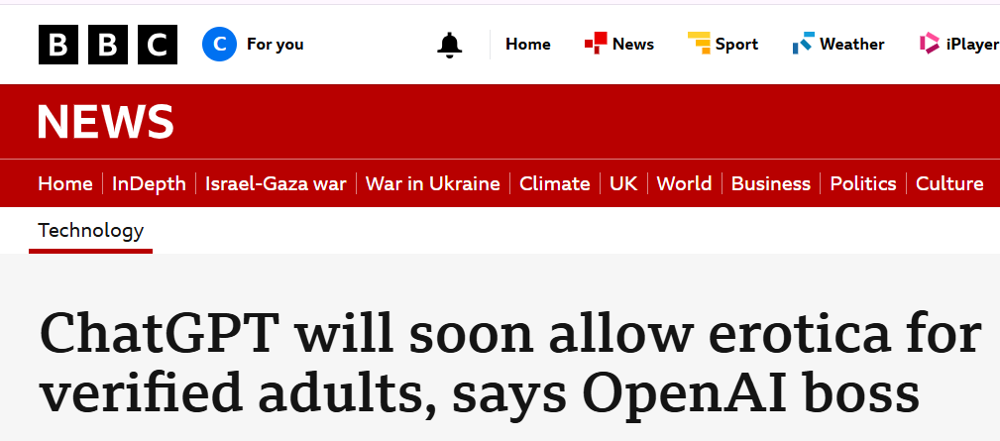 BBC C For you Home News Sport Weather iPlayer
NEWS
Home InDepth Israel-Gaza war War in Ukraine Climate UK World Business Politics Culture
Technology
ChatGPT will soon allow erotica for
verified adults, says OpenAI boss